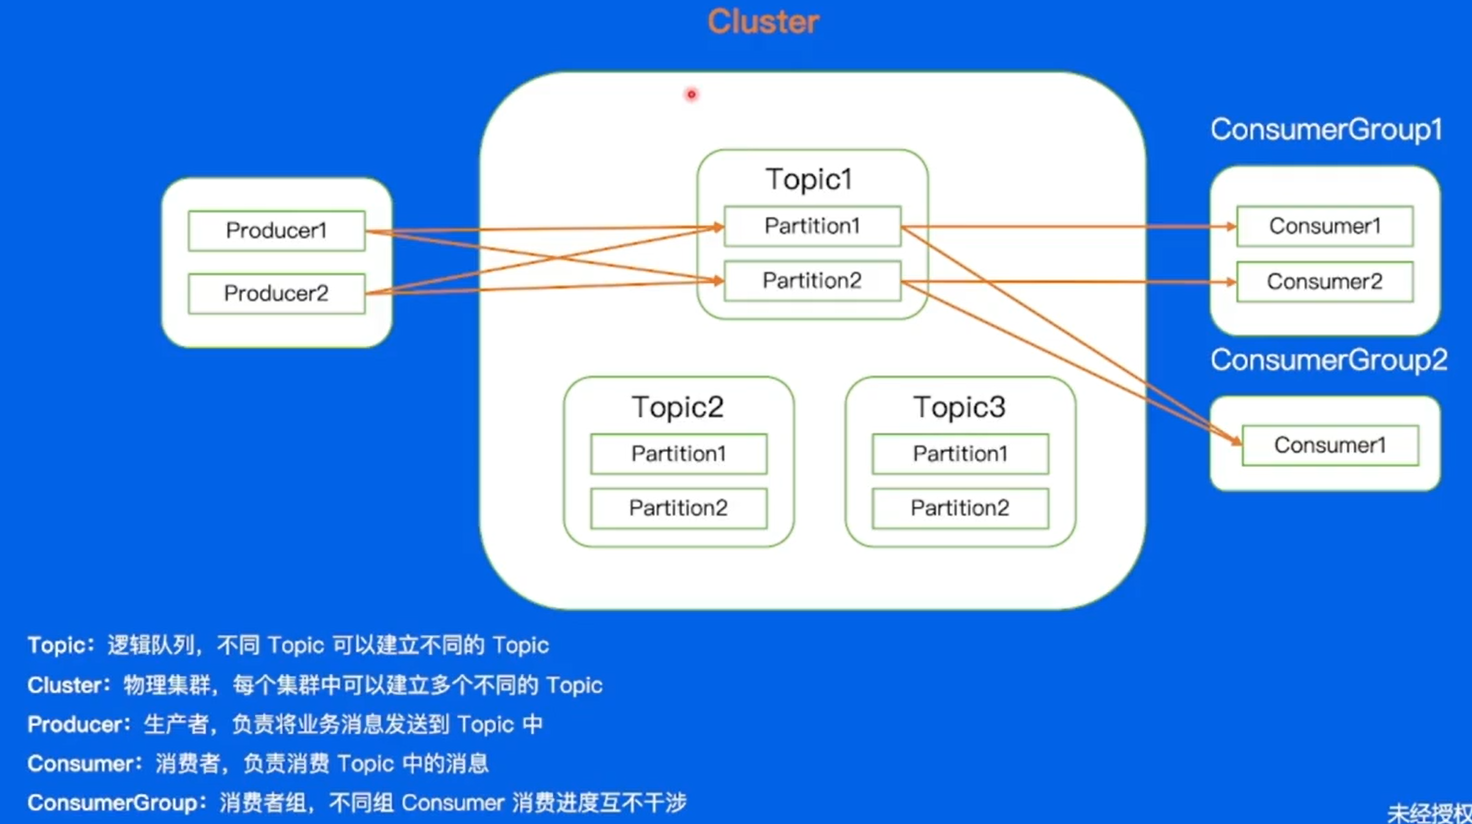 Cluster
ConsumerGroup1
Topic1
Producer1
Partition1
Consumer1
Producer2
Partition2
Consumer2
ConsumerGroup2
Topic2
Topic3
Consumer1
Partition1
Partition1
Partition2
Partition2
Topic：逻辑队列，不同 Topic 可以建立不同的 Topic
Cluster：物理集群，每个集群中可以建立多个不同的 Topic
Producer：生产者，负责将业务消息发送到 Topic 中
Consumer：消费者，负责消费 Topic 中的消息
ConsumerGroup：消费者组，不同组 Consumer 消费进度互不干涉
未经授权